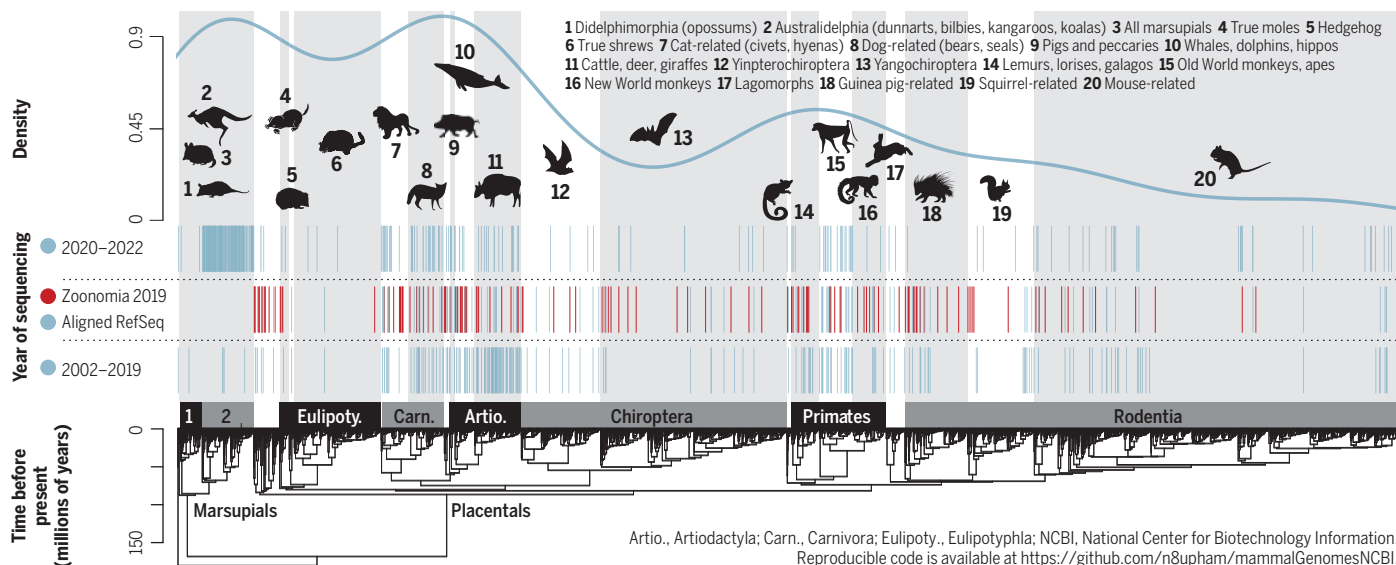 1 Didelphimorphia (opossums) 2 Australidelphia (dunnarts, bilbies, kangaroos, koalas) 3 All marsupials 4 True moles 5 Hedgehog
6 True shrews 7 Cat-related (civets, hyenas) 8 Dog-related (bears, seals) 9 Pigs and peccaries 10 Whales, dolphins, hippos
11 Cattle, deer, giraffes 12 Yinpterochiroptera 13 Yangochiroptera 14 Lemurs, lorises, galagos 15 Old World monkeys, apes
16 New World monkeys 17 Lagomorphs 18 Guinea pig-related 19 Squirrel-related 20 Mouse-related
Density
0.9
0.45
0
1
2
3
4
5
6
7
8
9
10
11
12
13
14
15
16
17
18
19
20
Year of sequencing
2020–2022
Zoonomia 2019
Aligned RefSeq
2002–2019
1
2
Eulipoty.
Carn.
Artio.
Chiroptera
Primates
Rodentia
Time before
present
(millions of years)
0
150
Marsupials
Placentals
Artio., Artiodactyla; Carn., Carnivora; Eulipoty., Eulipotyphla; NCBI, National Center for Biotechnology Information.
Reproducible code is available at https://github.com/n8upham/mammalGenomesNCBI.